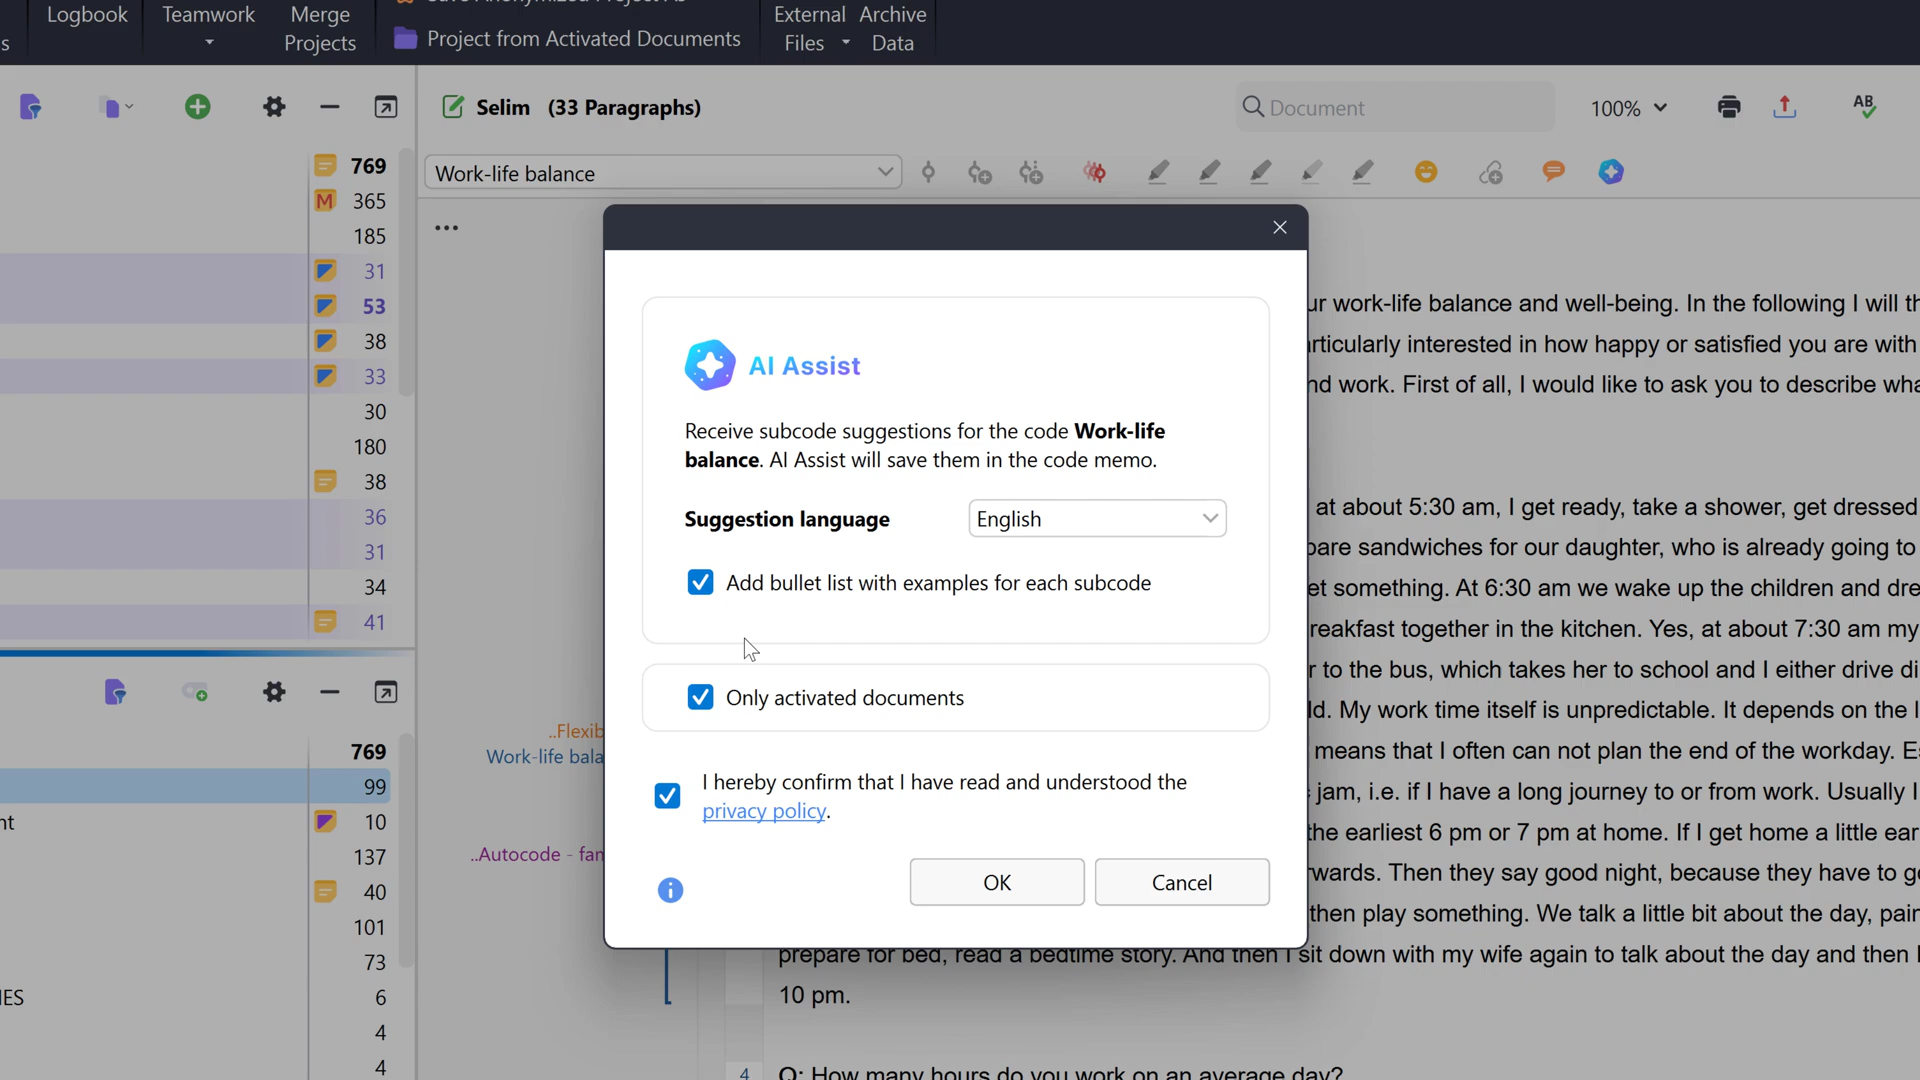 Logbook
Teamwork
Merge
Projects
Project from Activated Documents
External
Files
Archive
Data
s
Selim (33 Paragraphs)
Document
100%
AB
Work-life balance
769
M 365
185
31
53
38
33
30
180
38
36
31
34
41
769
99
nt 10
137
40
101
73
IES 6
4
4
..Flexib
Work-life bala
..Autocode - fan
AI Assist
Receive subcode suggestions for the code Work-life
balance. AI Assist will save them in the code memo.
Suggestion language
English
Add bullet list with examples for each subcode
Only activated documents
I hereby confirm that I have read and understood the
privacy policy.
OK
Cancel
ur work-life balance and well-being. In the following I will th
articularly interested in how happy or satisfied you are with
nd work. First of all, I would like to ask you to describe wha
at about 5:30 am, I get ready, take a shower, get dressed
pare sandwiches for our daughter, who is already going to
et something. At 6:30 am we wake up the children and dre
reakfast together in the kitchen. Yes, at about 7:30 am my
r to the bus, which takes her to school and I either drive di
ld. My work time itself is unpredictable. It depends on the l
means that I often can not plan the end of the workday. Es
jam, i.e. if I have a long journey to or from work. Usually I
the earliest 6 pm or 7 pm at home. If I get home a little ear
rwards. Then they say good night, because they have to go
then play something. We talk a little bit about the day, pain
prepare for bed, read a bedtime story. And then I sit down with my wife again to talk about the day and then I
10 pm.
4 Q: How many hours do you work on an average day?